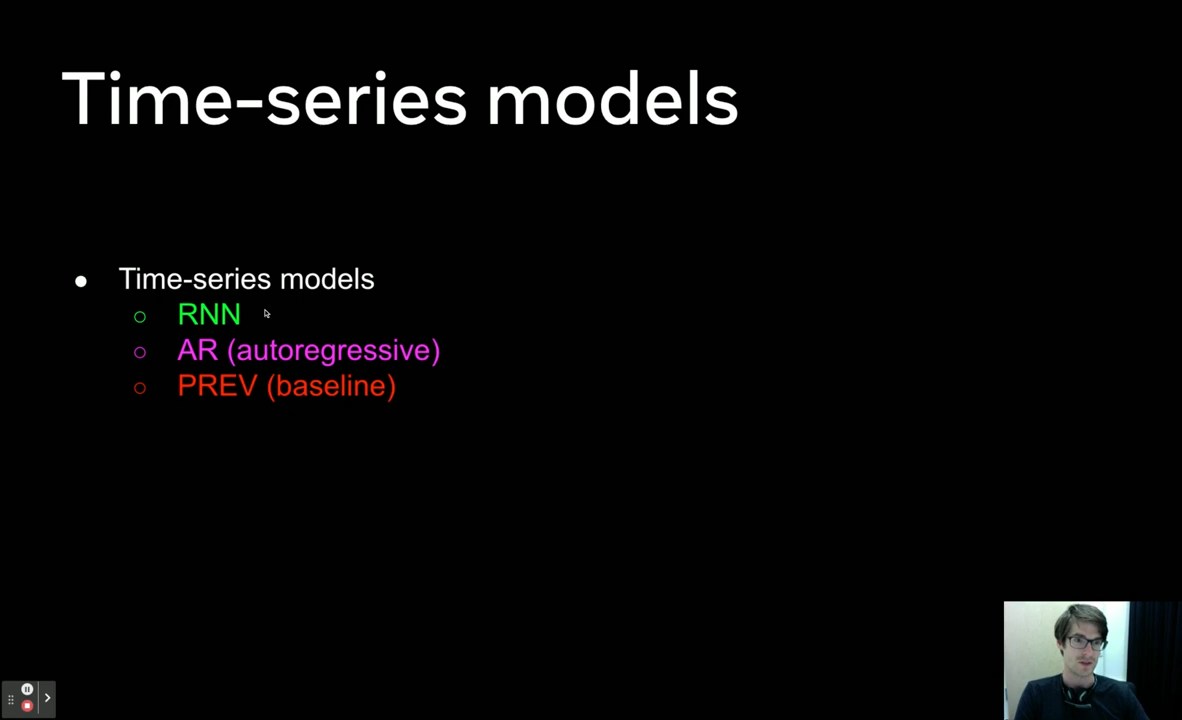 Time-series models
● Time-series models
○ RNN
○ AR (autoregressive)
○ PREV (baseline)